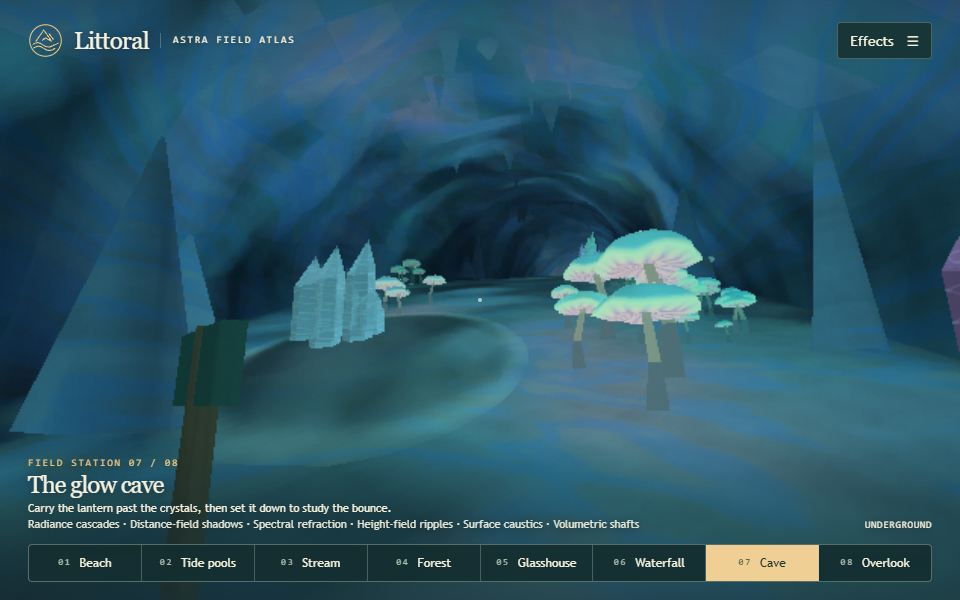 Littoral
ASTRA FIELD ATLAS
Effects
FIELD STATION 07 / 08
The glow cave
Carry the lantern past the crystals, then set it down to study the bounce.
Radiance cascades · Distance-field shadows · Spectral refraction · Height-field ripples · Surface caustics · Volumetric shafts
UNDERGROUND
01 Beach
02 Tide pools
03 Stream
04 Forest
05 Glasshouse
06 Waterfall
07 Cave
08 Overlook